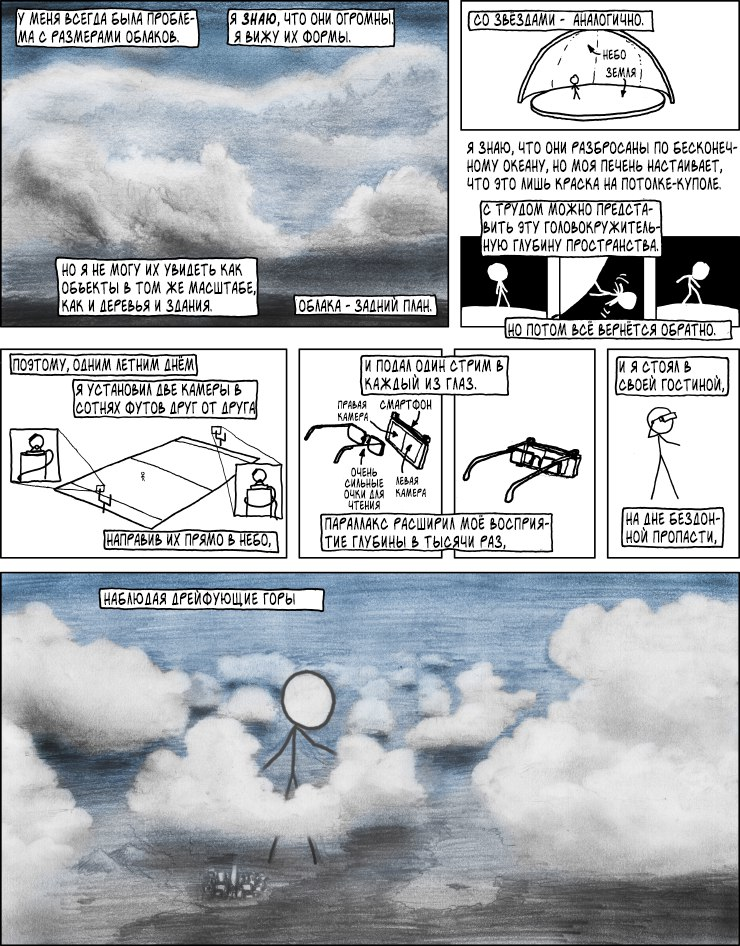 У МЕНЯ ВСЕГДА БЫЛА ПРОБЛЕ-
МА С РАЗМЕРАМИ ОБЛАКОВ.
Я ЗНАЮ, ЧТО ОНИ ОГРОМНЫ.
Я ВИЖУ ИХ ФОРМЫ.
НО Я НЕ МОГУ ИХ УВИДЕТЬ КАК
ОБЪЕКТЫ В ТОМ ЖЕ МАСШТАБЕ,
КАК И ДЕРЕВЬЯ И ЗДАНИЯ.
ОБЛАКА - ЗАДНИЙ ПЛАН.
СО ЗВЁЗДАМИ - АНАЛОГИЧНО.
НЕБО
ЗЕМЛЯ
Я ЗНАЮ, ЧТО ОНИ РАЗБРОСАНЫ ПО БЕСКОНЕЧ-
НОМУ ОКЕАНУ, НО МОЯ ПЕЧЕНЬ НАСТАИВАЕТ,
ЧТО ЭТО ЛИШЬ КРАСКА НА ПОТОЛКЕ-КУПОЛЕ.
С ТРУДОМ МОЖНО ПРЕДСТА-
ВИТЬ ЭТУ ГОЛОВОКРУЖИТЕЛЬ-
НУЮ ГЛУБИНУ ПРОСТРАНСТВА.
НО ПОТОМ ВСЁ ВЕРНЁТСЯ ОБРАТНО.
ПОЭТОМУ, ОДНИМ ЛЕТНИМ ДНЁМ
Я УСТАНОВИЛ ДВЕ КАМЕРЫ В
СОТНЯХ ФУТОВ ДРУГ ОТ ДРУГА
НАПРАВИВ ИХ ПРЯМО В НЕБО,
И ПОДАЛ ОДИН СТРИМ В
КАЖДЫЙ ИЗ ГЛАЗ.
ПРАВАЯ
КАМЕРА
СМАРТФОН
ОЧЕНЬ
СИЛЬНЫЕ
ОЧКИ ДЛЯ
ЧТЕНИЯ
ЛЕВАЯ
КАМЕРА
ПАРАЛЛАКС РАСШИРИЛ МОЁ ВОСПРИЯ-
ТИЕ ГЛУБИНЫ В ТЫСЯЧИ РАЗ,
И Я СТОЯЛ В
СВОЕЙ ГОСТИНОЙ,
НА ДНЕ БЕЗДОН-
НОЙ ПРОПАСТИ,
НАБЛЮДАЯ ДРЕЙФУЮЩИЕ ГОРЫ